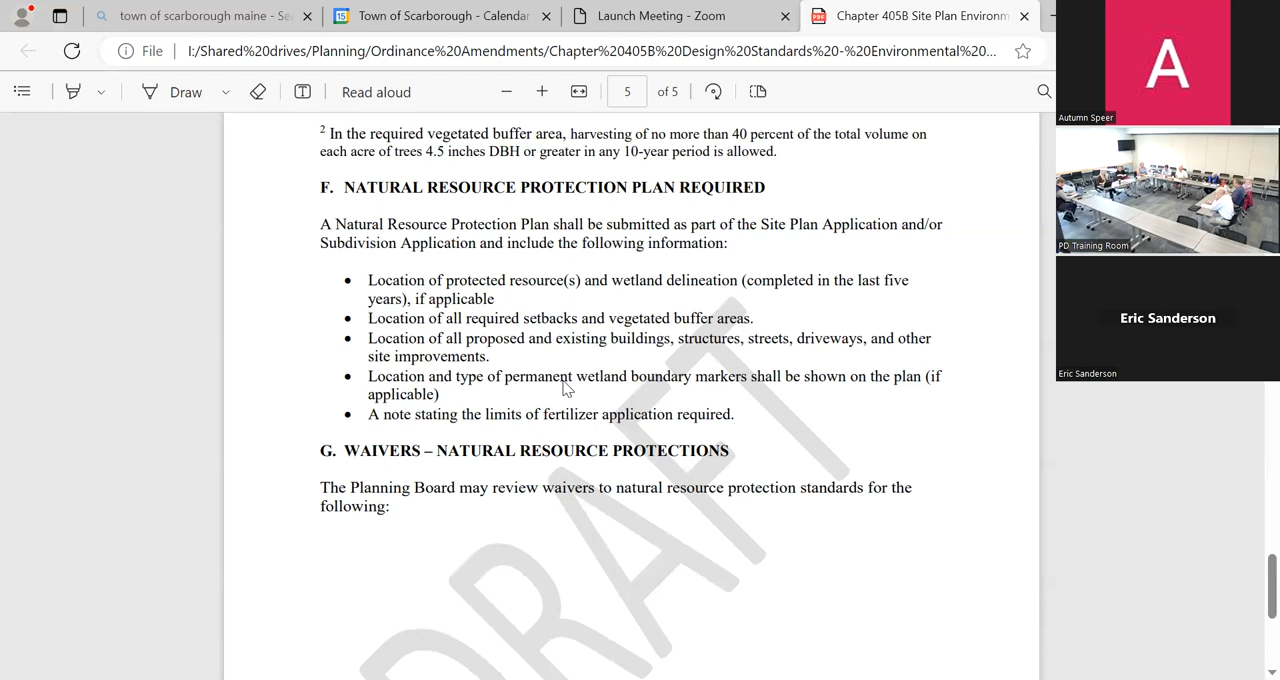 town of scarborough maine - Se
Town of Scarborough - Calendar
Launch Meeting - Zoom
Chapter 405B Site Plan Environm
File
I:/Shared%20drives/Planning/Ordinance%20Amendments/Chapter%20405B%20Design%20Standards%20-%20Environmental%20...
Draw
Read aloud
5 of 5
2 In the required vegetated buffer area, harvesting of no more than 40 percent of the total volume on
each acre of trees 4.5 inches DBH or greater in any 10-year period is allowed.
F. NATURAL RESOURCE PROTECTION PLAN REQUIRED
A Natural Resource Protection Plan shall be submitted as part of the Site Plan Application and/or
Subdivision Application and include the following information:
• Location of protected resource(s) and wetland delineation (completed in the last five
years), if applicable
• Location of all required setbacks and vegetated buffer areas.
• Location of all proposed and existing buildings, structures, streets, driveways, and other
site improvements.
• Location and type of permanent wetland boundary markers shall be shown on the plan (if
applicable)
• A note stating the limits of fertilizer application required.
G. WAIVERS – NATURAL RESOURCE PROTECTIONS
The Planning Board may review waivers to natural resource protection standards for the
following:
DRAFT
A
Autumn Speer
PD Training Room
Eric Sanderson
Eric Sanderson
15
PDF